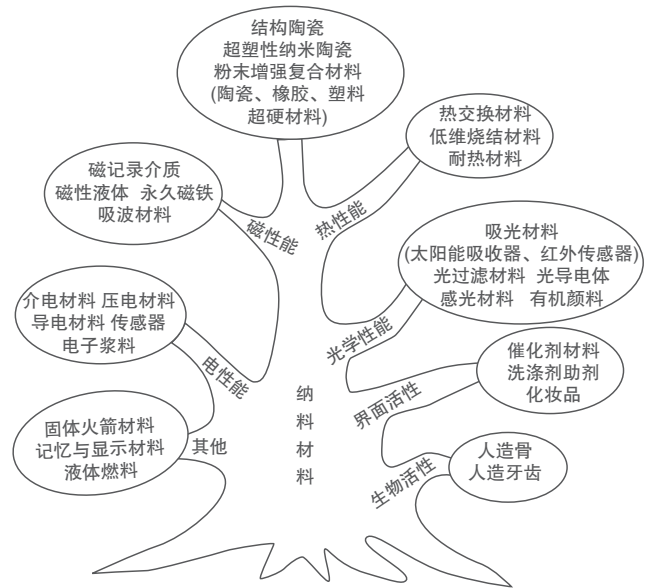 结构陶瓷
超塑性纳米陶瓷
粉末增强复合材料
(陶瓷、橡胶、塑料
超硬材料)
热交换材料
低维烧结材料
耐热材料
热性能
磁记录介质
磁性液体 永久磁铁
吸波材料
磁性能
吸光材料
(太阳能吸收器、红外传感器)
光过滤材料 光导电体
感光材料 有机颜料
光学性能
介电材料 压电材料
导电材料 传感器
电子浆料
电性能
催化剂材料
洗涤剂助剂
化妆品
界面活性
固体火箭材料
记忆与显示材料
液体燃料
其他
人造骨
人造牙齿
生物活性
纳
料
材
料